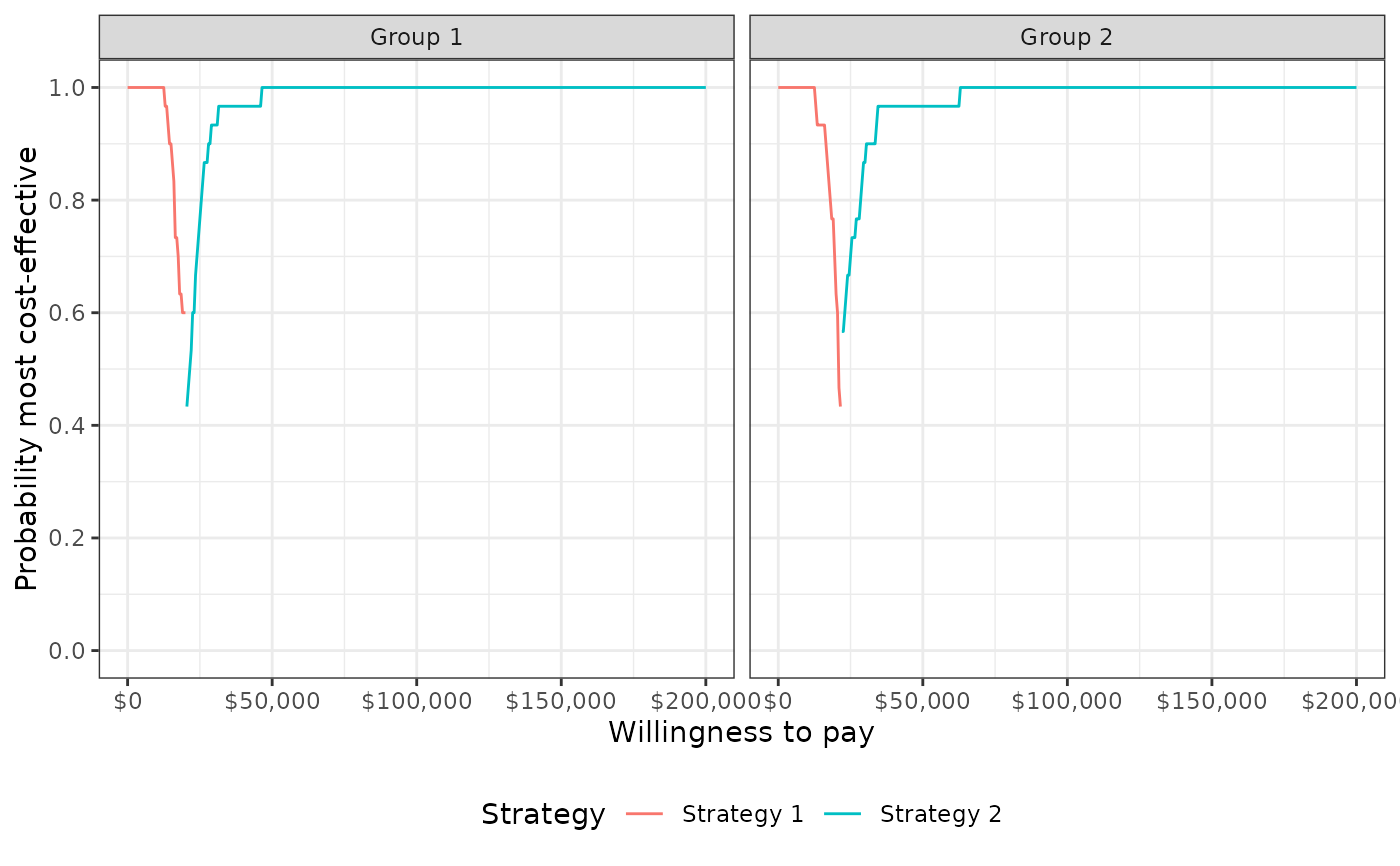 Group 1
Group 2
Probability most cost-effective
1.0
0.8
0.6
0.4
0.2
0.0
$0 $50,000 $100,000 $150,000 $200,000 $0 $50,000 $100,000 $150,000 $200,00
Willingness to pay
Strategy Strategy 1 Strategy 2